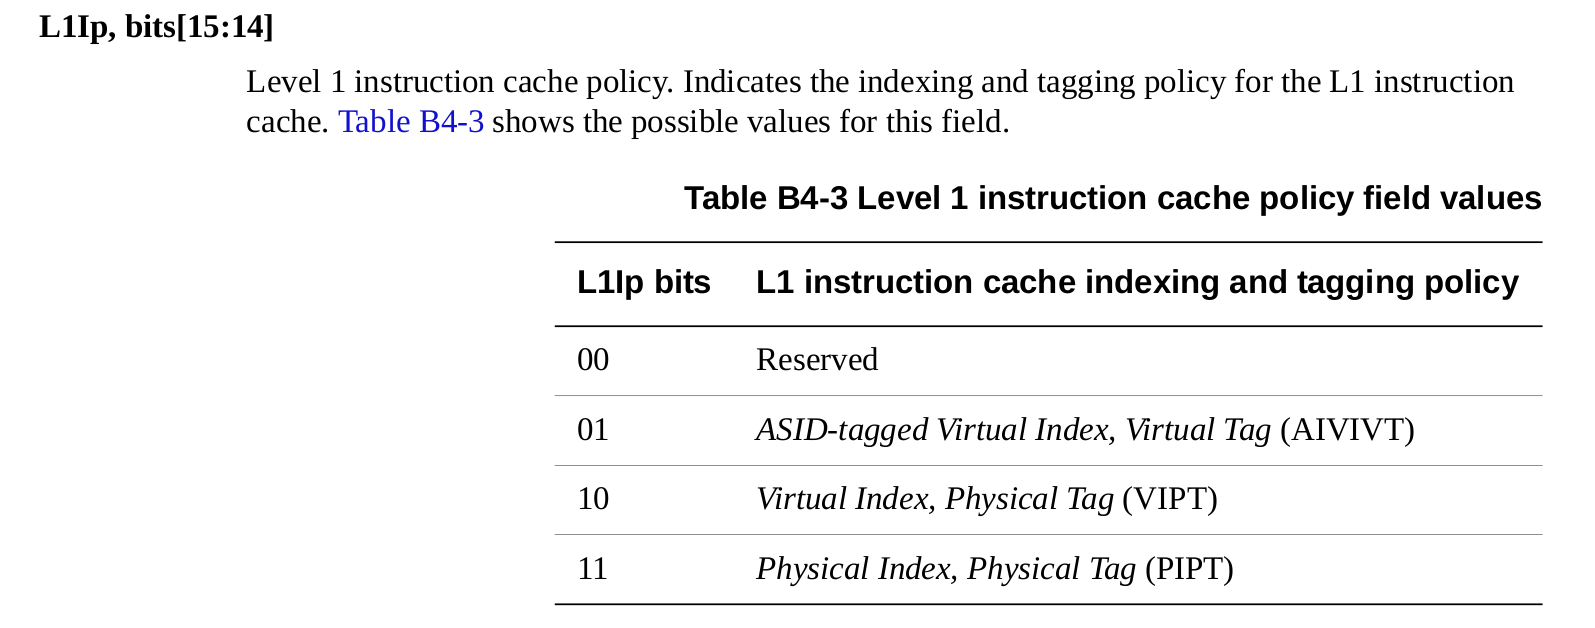 L1Ip, bits[15:14]
Level 1 instruction cache policy. Indicates the indexing and tagging policy for the L1 instruction
cache. Table B4-3 shows the possible values for this field.
Table B4-3 Level 1 instruction cache policy field values
L1Ip bits L1 instruction cache indexing and tagging policy
00 Reserved
01 ASID-tagged Virtual Index, Virtual Tag (AIVIVT)
10 Virtual Index, Physical Tag (VIPT)
11 Physical Index, Physical Tag (PIPT)